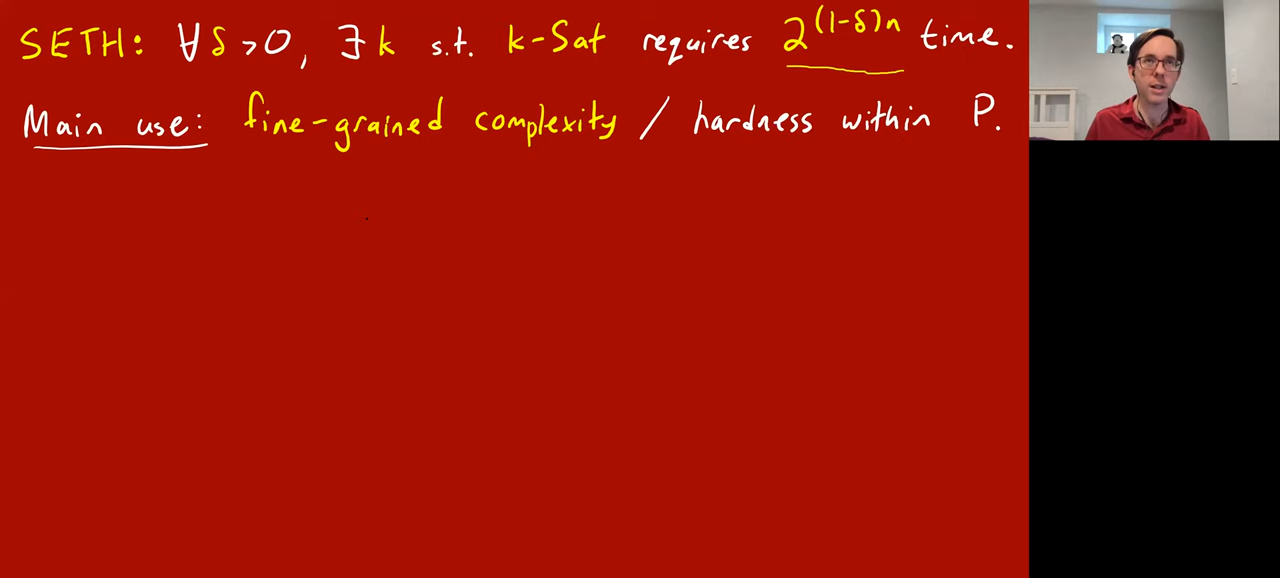 SETH: ∀ δ > 0, ∃ k s.t. k-Sat requires 2^{(1-δ)n} time.
Main use: fine-grained complexity / hardness within P.